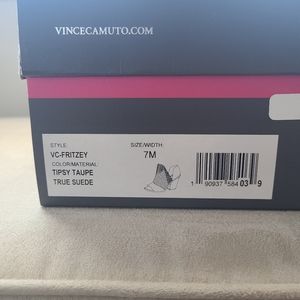 VINCECAMUTO.COM
STYLE: SIZE/WIDTH:
VC-FRITZEY 7M
COLOR/MATERIAL:
TIPSY TAUPE
TRUE SUEDE
1 90937 58403 9